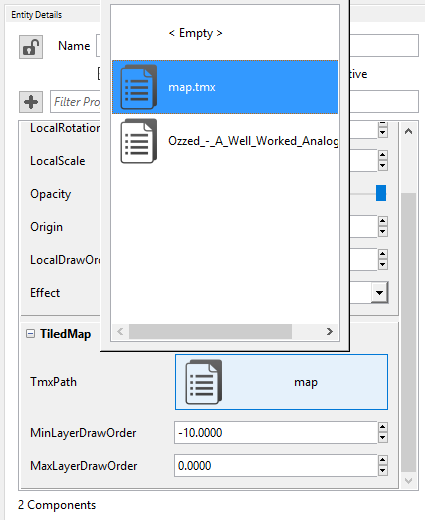 Entity Details
Name
< Empty >
tive
map.tmx
Filter Pro
Ozzed_-_A_Well_Worked_Analog
LocalRotation
LocalScale
Opacity
Origin
LocalDrawOrd
Effect
TiledMap
TmxPath
map
MinLayerDrawOrder
-10.0000
MaxLayerDrawOrder
0.0000
2 Components